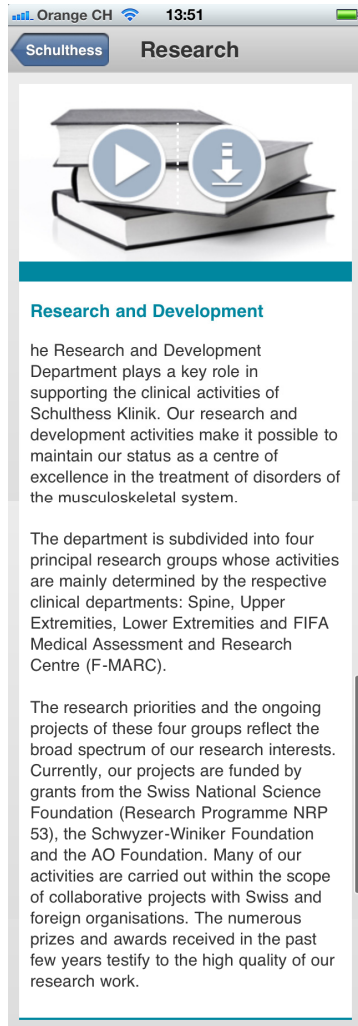 Orange CH 13:51
Schulthess Research
Research and Development
he Research and Development
Department plays a key role in
supporting the clinical activities of
Schulthess Klinik. Our research and
development activities make it possible to
maintain our status as a centre of
excellence in the treatment of disorders of
the musculoskeletal system.
The department is subdivided into four
principal research groups whose activities
are mainly determined by the respective
clinical departments: Spine, Upper
Extremities, Lower Extremities and FIFA
Medical Assessment and Research
Centre (F-MARC).
The research priorities and the ongoing
projects of these four groups reflect the
broad spectrum of our research interests.
Currently, our projects are funded by
grants from the Swiss National Science
Foundation (Research Programme NRP
53), the Schwyzer-Winiker Foundation
and the AO Foundation. Many of our
activities are carried out within the scope
of collaborative projects with Swiss and
foreign organisations. The numerous
prizes and awards received in the past
few years testify to the high quality of our
research work.